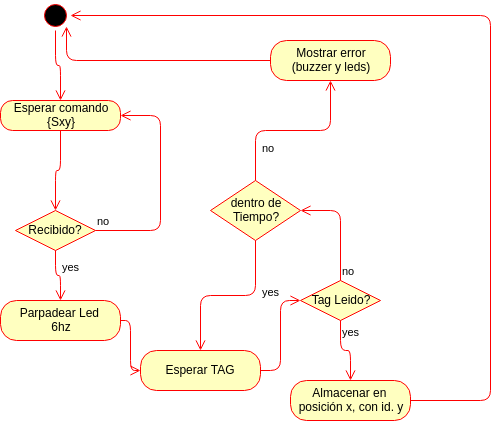 Mostrar error
(buzzer y leds)
Esperar comando
{Sxy}
no
dentro de
Tiempo?
no
Recibido?
yes
no
yes
Tag Leido?
Parpadear Led
6hz
yes
Esperar TAG
Almacenar en
posición x, con id. y